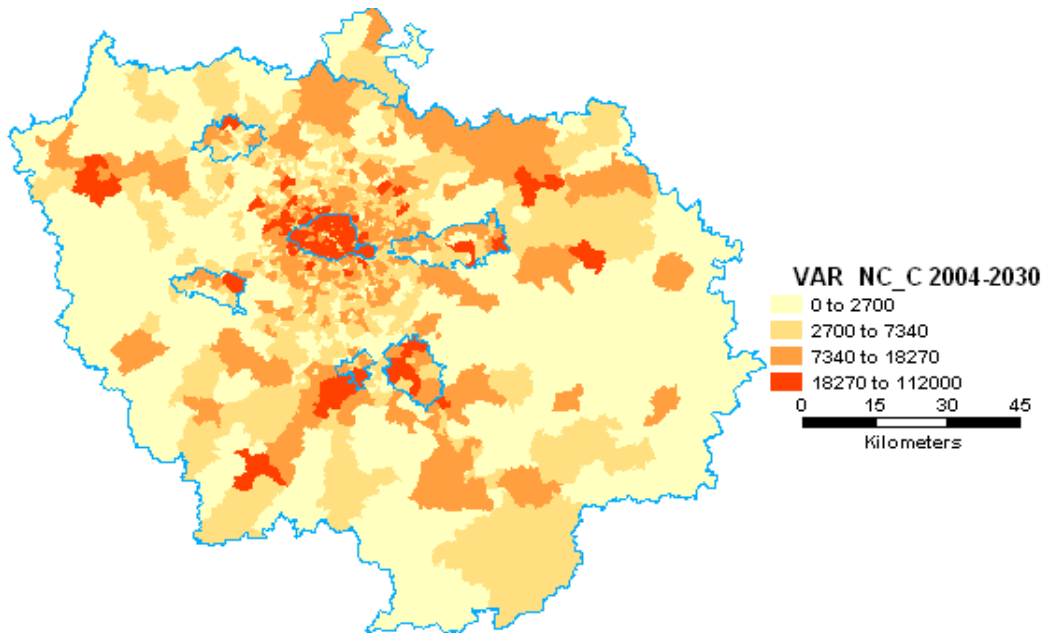 VAR NC_C 2004-2030
0 to 2700
2700 to 7340
7340 to 18270
18270 to 112000
0 15 30 45
Kilometers